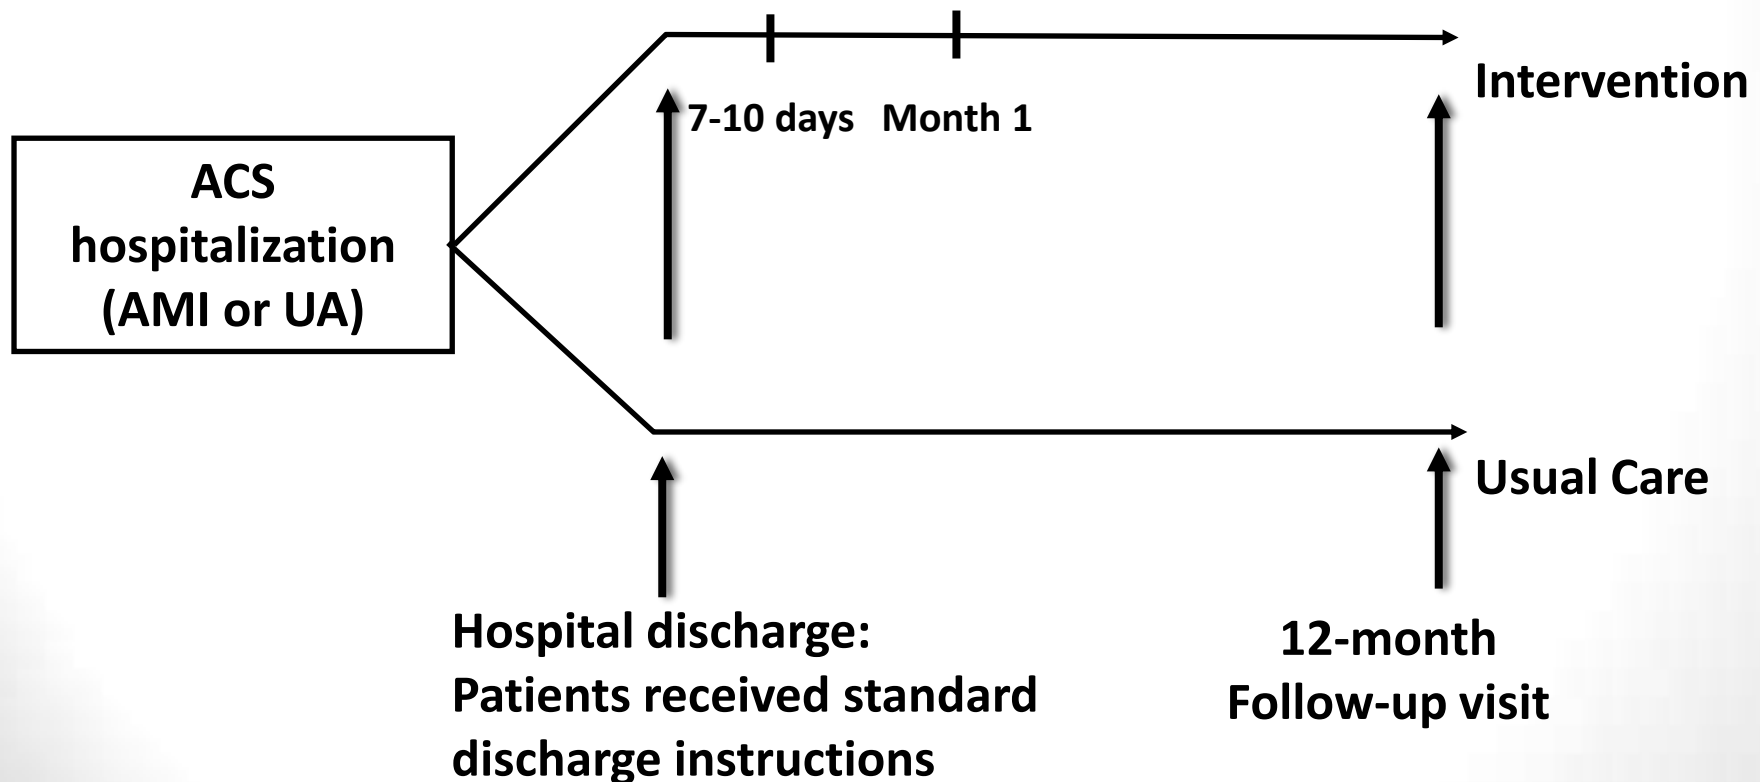 7-10 days Month 1
Intervention
ACS
hospitalization
(AMI or UA)
Usual Care
Hospital discharge:
Patients received standard
discharge instructions
12-month
Follow-up visit